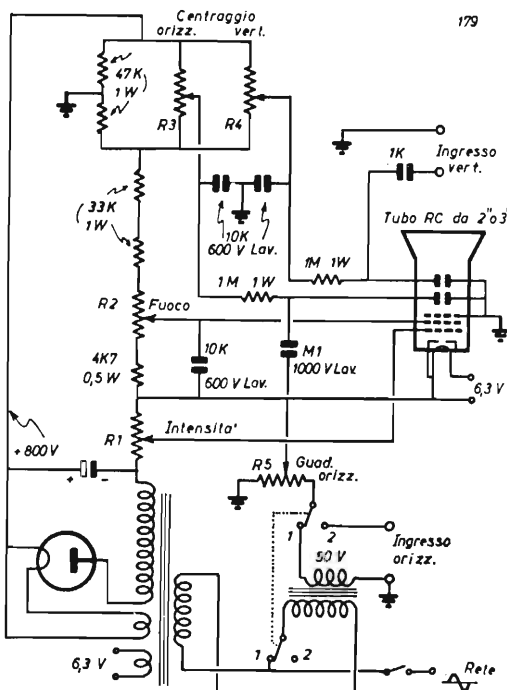 179
Centraggio
orizz. vert.
47K
1W
R3
R4
Ingresso
vert.
1K
33K
1W
10K
600 V Lav.
Tubo RC da 2" o 3"
1M 1W
1M 1W
R2
Fuoco
10K
600 V Lav.
M1
1000 V Lav.
4K7
0,5 W
6,3 V
R1
Intensita'
+800V
+ -
R5
Guad.
orizz.
1 2
50 V
Ingresso
orizz.
6,3 V
1 2
Rete